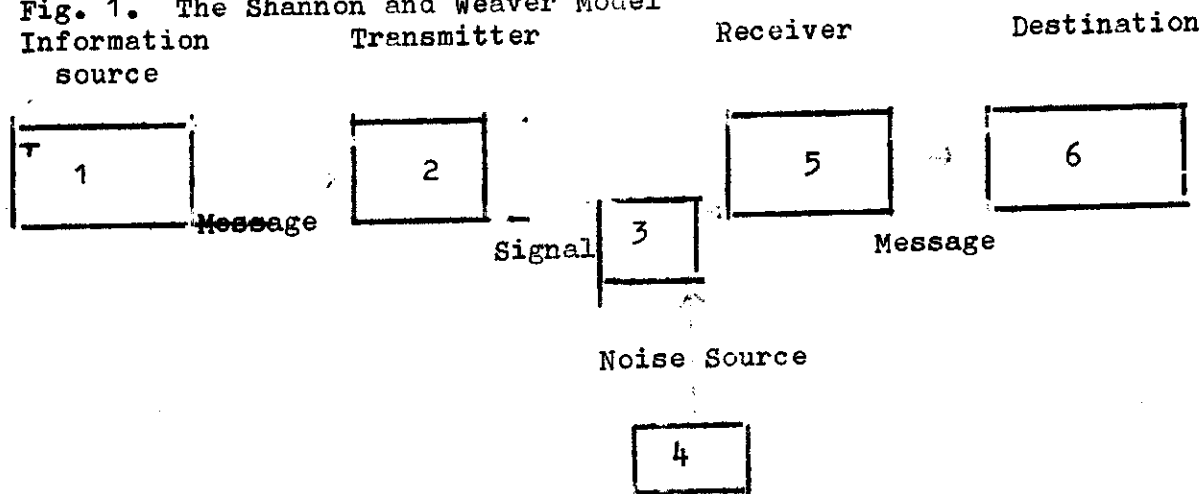 Fig. 1. The Shannon and Weaver Model
Information Transmitter Receiver Destination
source
1 2 5 6
Message
3
Signal
Message
Noise Source
4